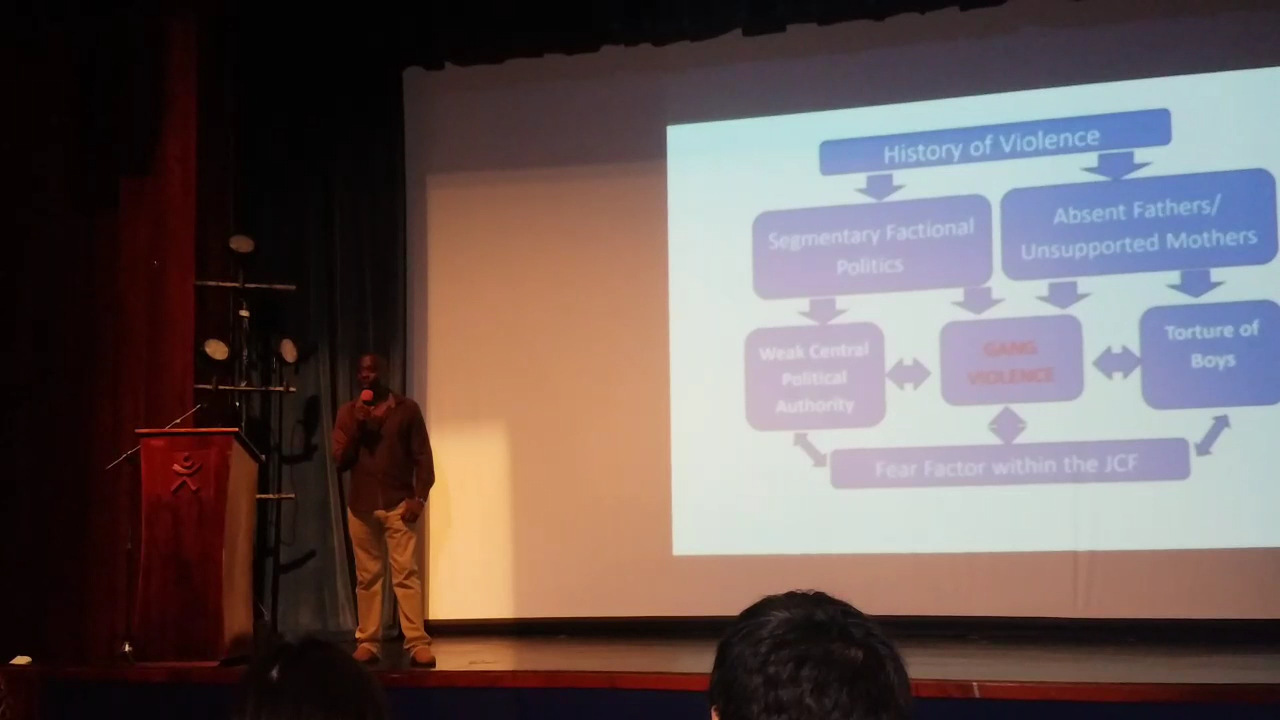 History of Violence
Segmentary Factional
Politics
Absent Fathers/
Unsupported Mothers
Weak Central
Political
Authority
GANG
VIOLENCE
Torture of
Boys
Fear Factor within the JCF